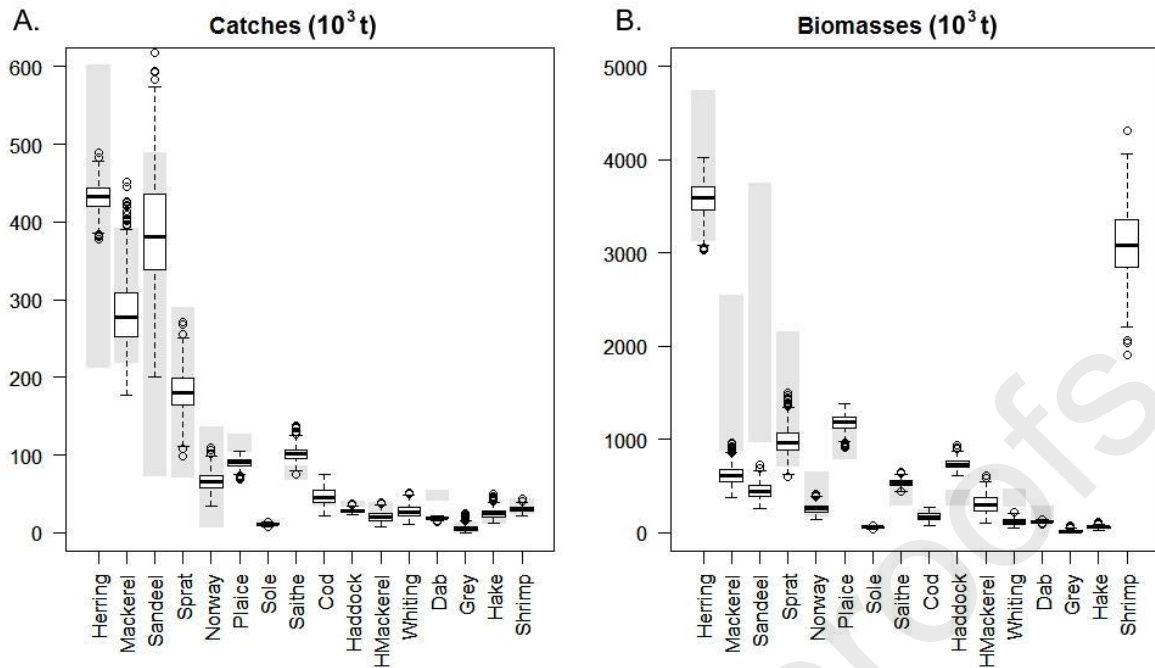 A.
Catches (10³ t)
600
500
400
300
200
100
0
Herring
Mackerel
Sandeel
Sprat
Norway
Plaice
Sole
Saithe
Cod
Haddock
HMackerel
Whiting
Dab
Grey
Hake
Shrimp
B.
Biomasses (10³ t)
5000
4000
3000
2000
1000
0
Herring
Mackerel
Sandeel
Sprat
Norway
Plaice
Sole
Saithe
Cod
Haddock
HMackerel
Whiting
Dab
Grey
Hake
Shrimp
roofs